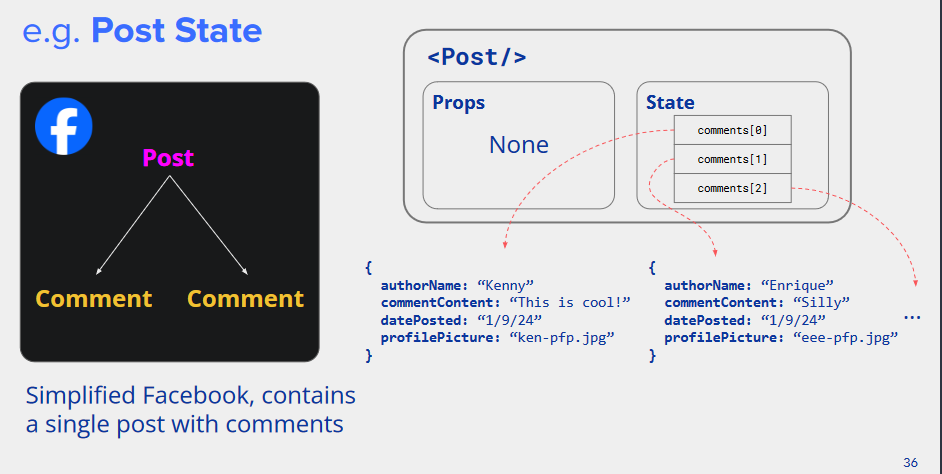 e.g. Post State
Post
Comment
Comment
Simplified Facebook, contains
a single post with comments
<Post/>
Props
None
State
comments[0]
comments[1]
comments[2]
{
authorName: “Kenny”
commentContent: “This is cool!”
datePosted: “1/9/24”
profilePicture: “ken-pfp.jpg”
}
{
authorName: “Enrique”
commentContent: “Silly”
datePosted: “1/9/24”
profilePicture: “eee-pfp.jpg”
}
...
36